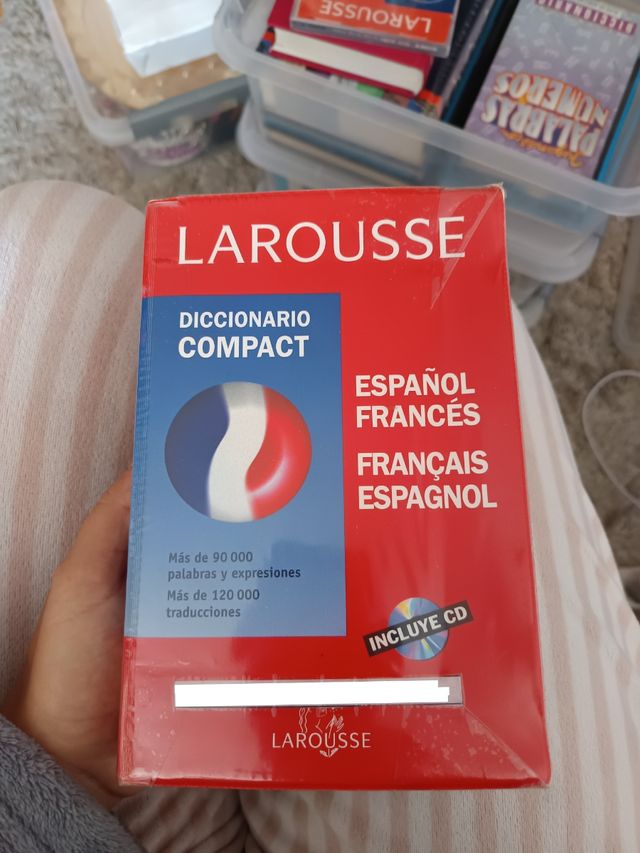 LAROUSSE
DICCIONARIO
PALABRAS
NÚMEROS
LAROUSSE
DICCIONARIO
COMPACT
ESPAÑOL
FRANCÉS
FRANÇAIS
ESPAGNOL
Más de 90 000
palabras y expresiones
Más de 120 000
traducciones
INCLUYE CD
LAROUSSE